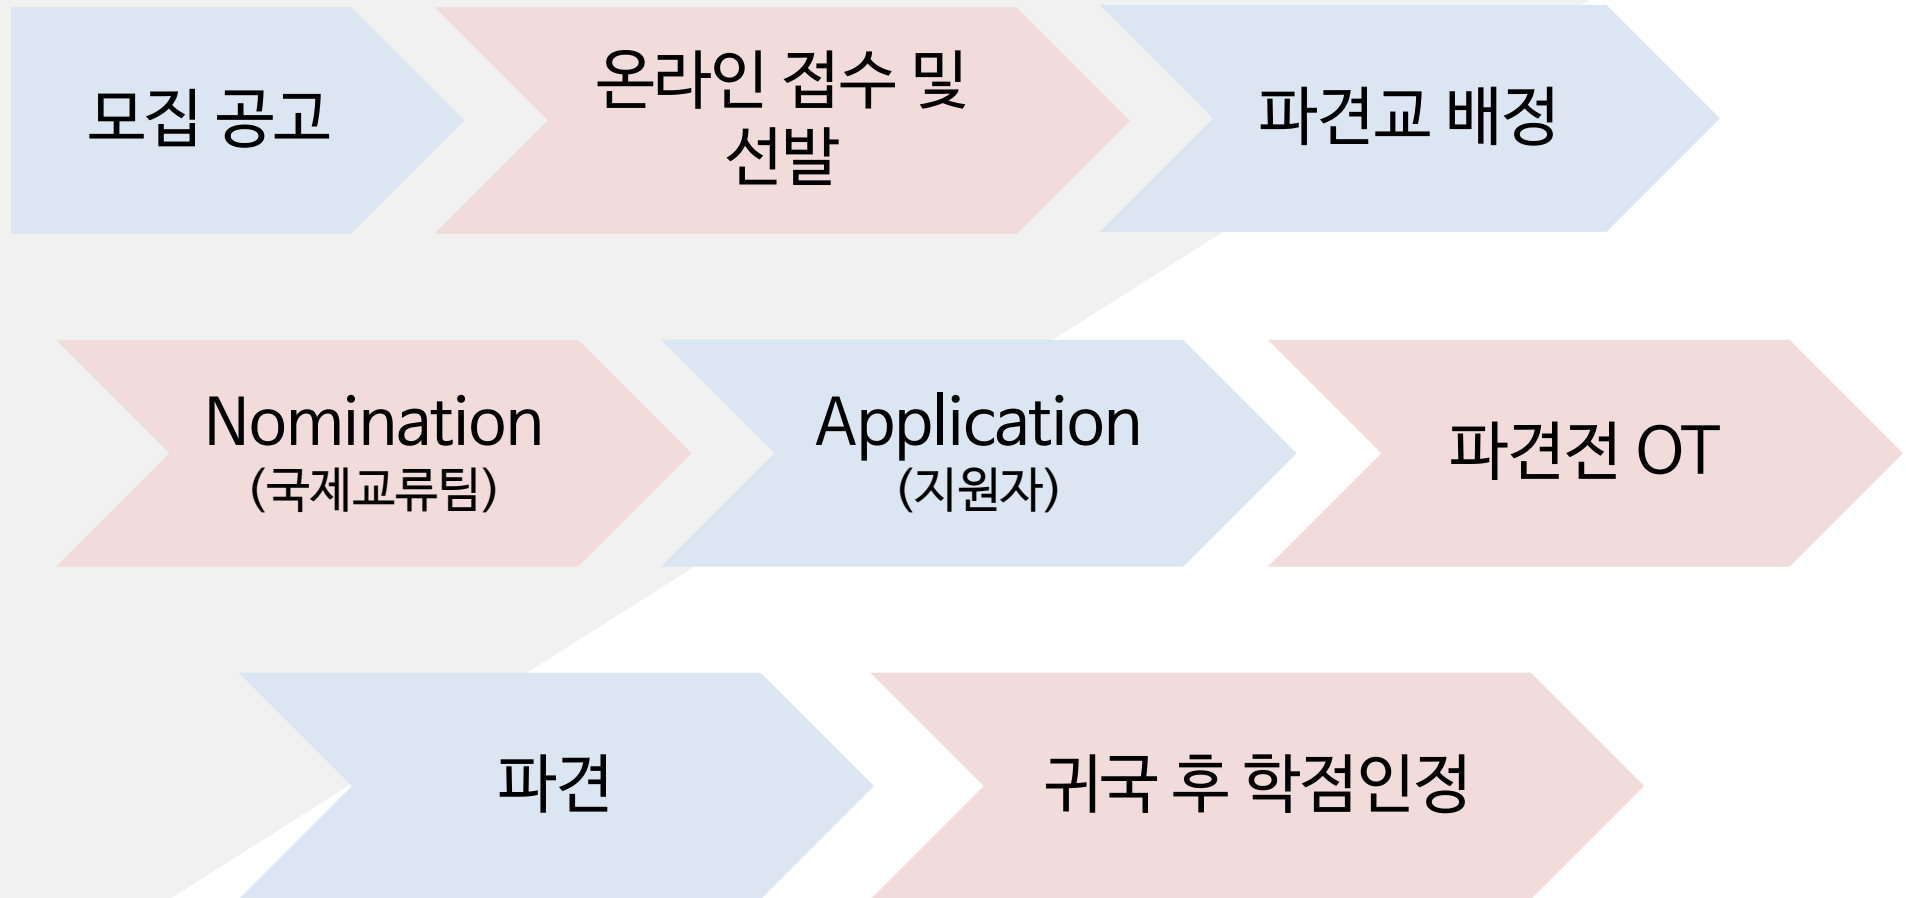 모집 공고
온라인 접수 및
선발
파견교 배정
Nomination
(국제교류팀)
Application
(지원자)
파견전 OT
파견
귀국 후 학점인정